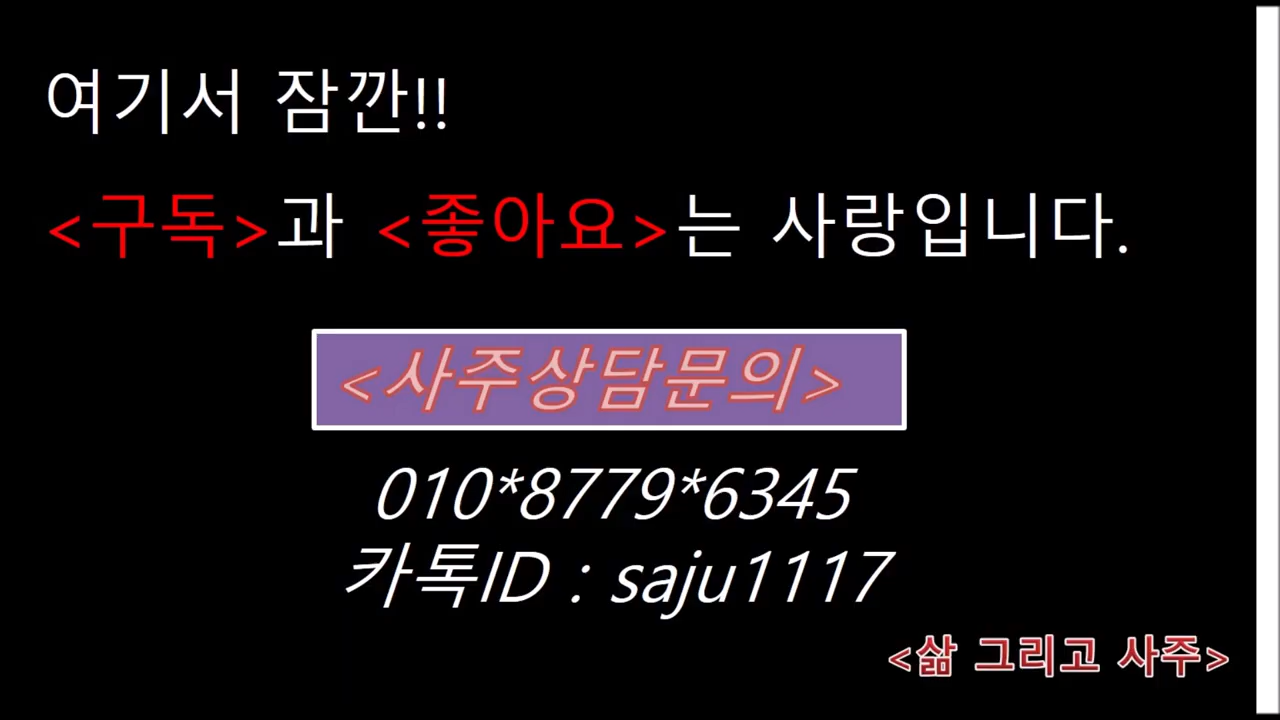 여기서 잠깐!!
<구독>과 <좋아요>는 사랑입니다.
<사주상담문의>
010*8779*6345
카톡ID : saju1117
<삶 그리고 사주>